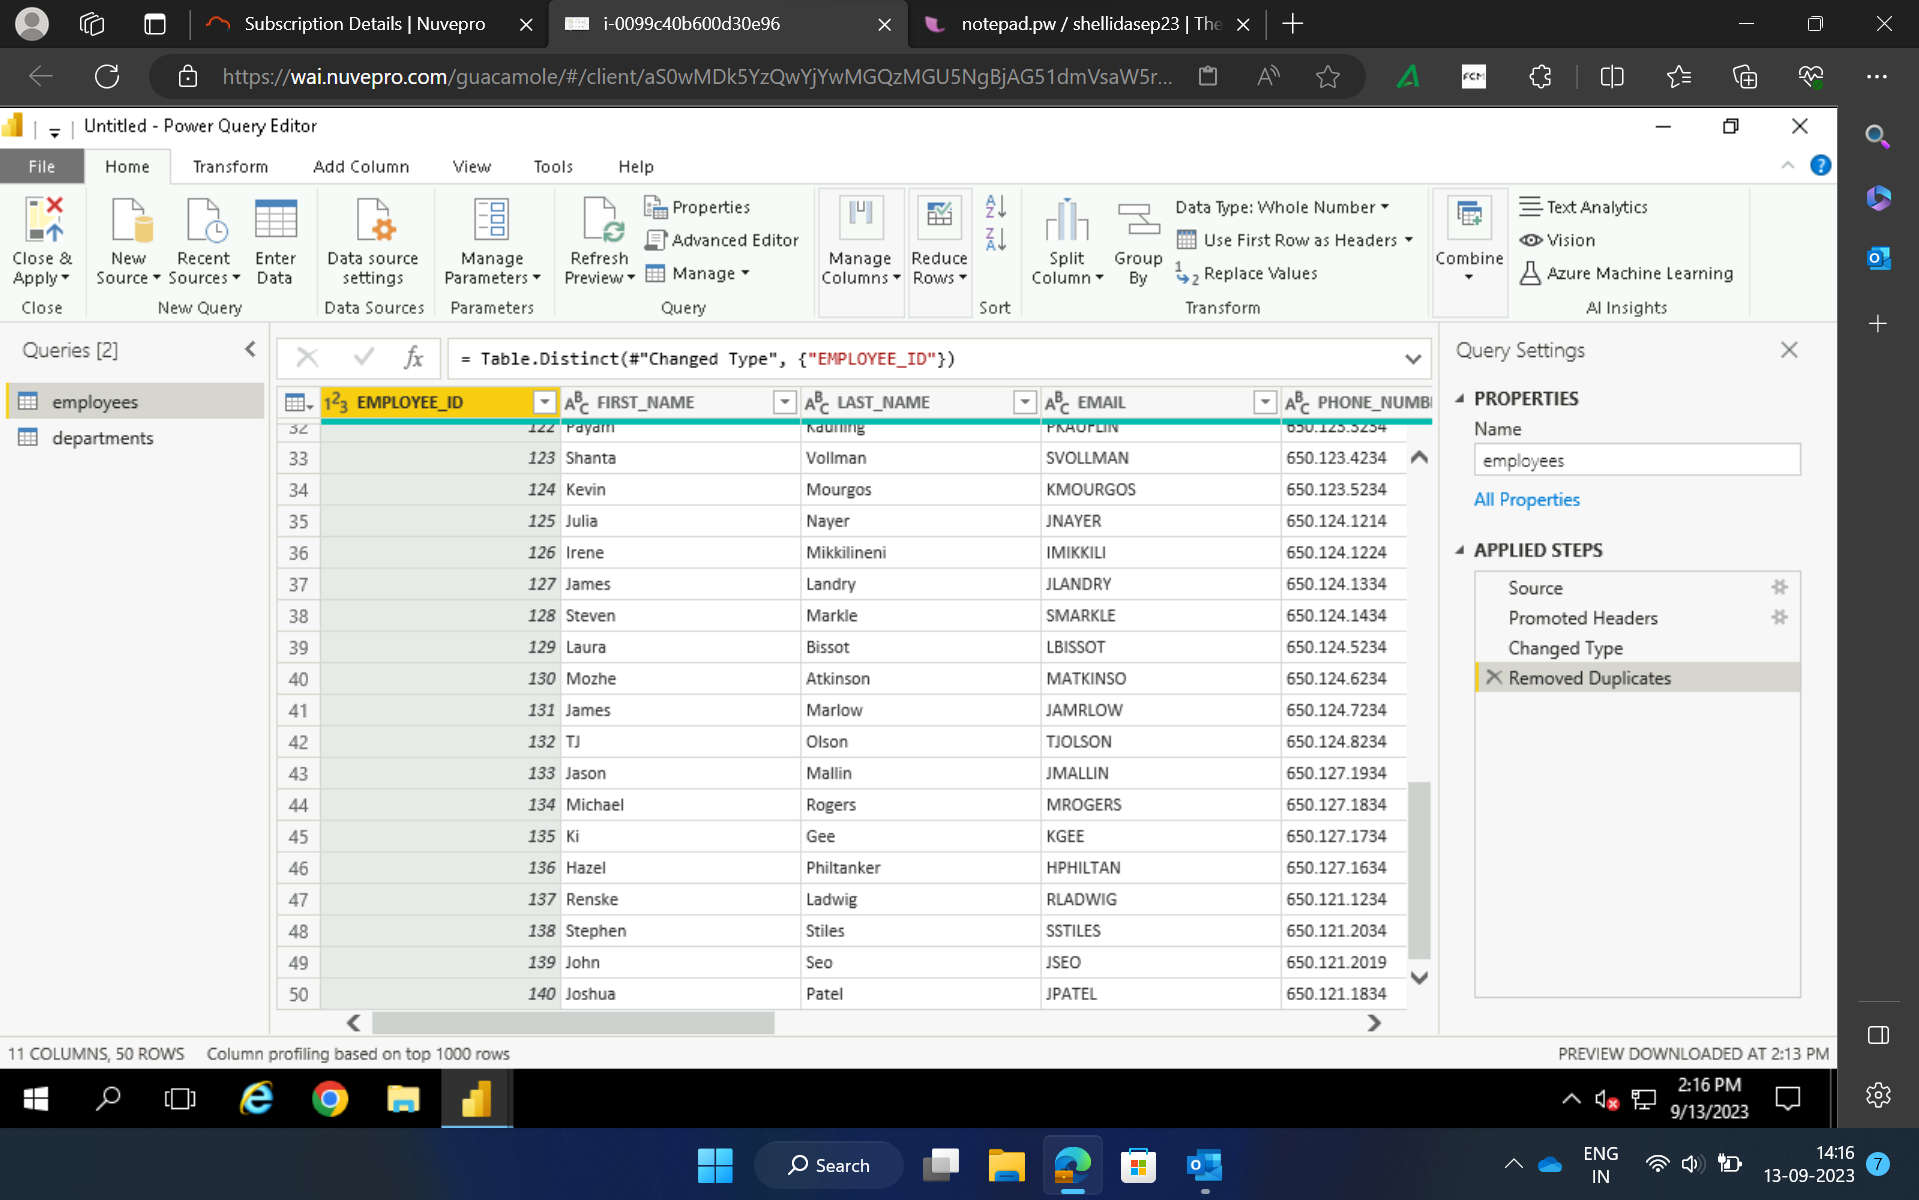 Subscription Details | Nuvepro
i-0099c40b600d30e96
notepad.pw / shellidasep23 | The
https://wai.nuvepro.com/guacamole/#/client/aS0wMDk5YzQwYjYwMGQzMGU5NgBjAG51dmVsaW5r...
FCM
Untitled - Power Query Editor
File Home Transform Add Column View Tools Help
Close & Apply
Close
New Source
Recent Sources
Enter Data
New Query
Data source settings
Data Sources
Manage Parameters
Parameters
Refresh Preview
Properties
Advanced Editor
Manage
Query
Manage Columns
Reduce Rows
Sort
Split Column
Group By
Data Type: Whole Number
Use First Row as Headers
Replace Values
Transform
Combine
Text Analytics
Vision
Azure Machine Learning
AI Insights
Queries [2]
employees
departments
= Table.Distinct(#"Changed Type", {"EMPLOYEE_ID"})
EMPLOYEE_ID FIRST_NAME LAST_NAME EMAIL PHONE_NUMB
32 122 Payam Kaufling PKAUFLIN 650.123.3234
33 123 Shanta Vollman SVOLLMAN 650.123.4234
34 124 Kevin Mourgos KMOURGOS 650.123.5234
35 125 Julia Nayer JNAYER 650.124.1214
36 126 Irene Mikkilineni IMIKKILI 650.124.1224
37 127 James Landry JLANDRY 650.124.1334
38 128 Steven Markle SMARKLE 650.124.1434
39 129 Laura Bissot LBISSOT 650.124.5234
40 130 Mozhe Atkinson MATKINSO 650.124.6234
41 131 James Marlow JAMRLOW 650.124.7234
42 132 TJ Olson TJOLSON 650.124.8234
43 133 Jason Mallin JMALLIN 650.127.1934
44 134 Michael Rogers MROGERS 650.127.1834
45 135 Ki Gee KGEE 650.127.1734
46 136 Hazel Philtanker HPHILTAN 650.127.1634
47 137 Renske Ladwig RLADWIG 650.121.1234
48 138 Stephen Stiles SSTILES 650.121.2034
49 139 John Seo JSEO 650.121.2019
50 140 Joshua Patel JPATEL 650.121.1834
Query Settings
PROPERTIES
Name
employees
All Properties
APPLIED STEPS
Source
Promoted Headers
Changed Type
Removed Duplicates
11 COLUMNS, 50 ROWS Column profiling based on top 1000 rows
PREVIEW DOWNLOADED AT 2:13 PM
2:16 PM
9/13/2023
Search
ENG
IN
14:16
13-09-2023
7